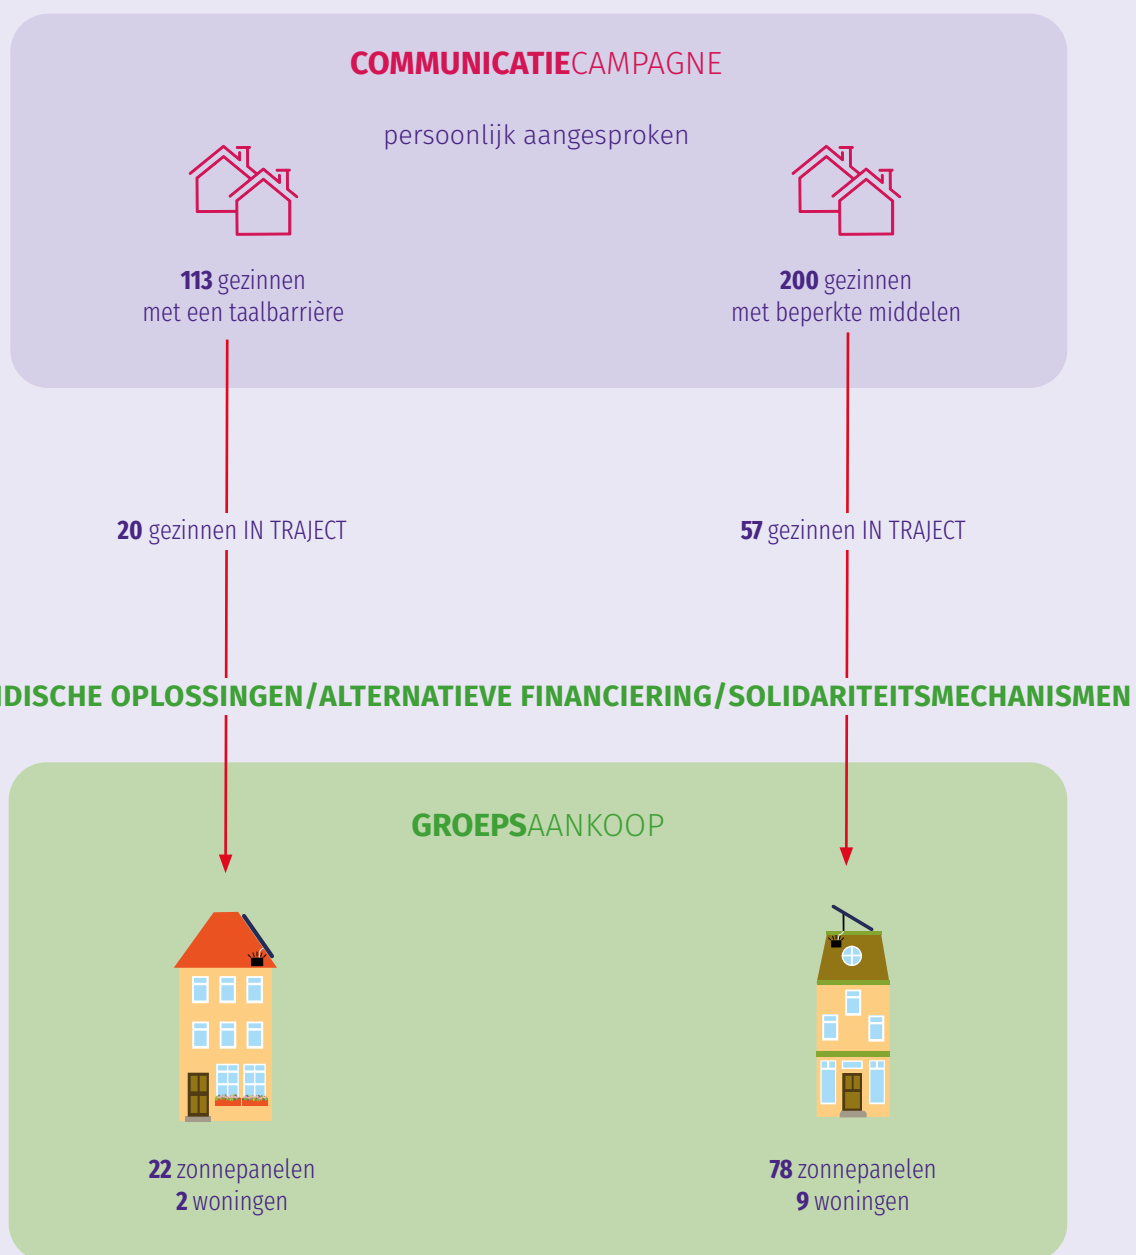 COMMUNICATIECAMPAGNE
persoonlijk aangesproken
113 gezinnen
met een taalbarrière
200 gezinnen
met beperkte middelen
20 gezinnen IN TRAJECT
57 gezinnen IN TRAJECT
IDISCHE OPLOSSINGEN/ALTERNATIEVE FINANCIERING/SOLIDARITEITSMECHANISMEN
GROEPSAANKOOP
22 zonnepanelen
2 woningen
78 zonnepanelen
9 woningen